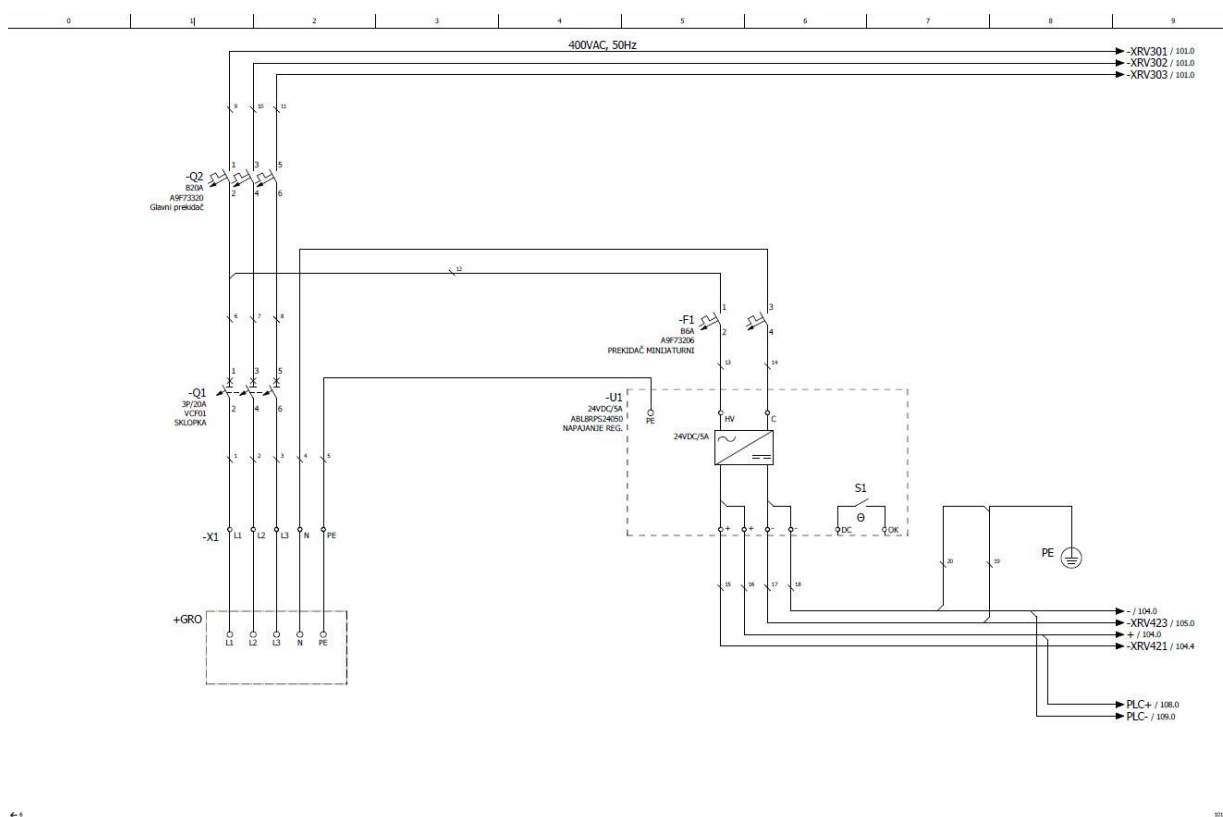 0 1 2 3 4 5 6 7 8 9
400VAC, 50Hz
-XRV301 / 101.0
-XRV302 / 101.0
-XRV303 / 101.0
9 10 11
1 3 5
-Q2
B20A
A9F73320
Glavni prekidač
2 4 6
12
6 7 8
1 3
-F1
B6A
A9F73206
PREKIDAČ MINIJATURNI
2 4
13 14
1 3 5
-Q1
3P/20A
VCF01
SKLOPKA
2 4 6
-U1
24VDC/5A
ABL8RPS24050
NAPAJANJE REG.
PE
HV C
24VDC/5A
1 2 3 4 5
S1
Θ
-X1 L1 L2 L3 N PE
+ + - - DC OK
PE
15 16 17 18 20 19
+GRO
L1 L2 L3 N PE
- / 104.0
-XRV423 / 105.0
+ / 104.0
-XRV421 / 104.4
PLC+ / 108.0
PLC- / 109.0
6
101